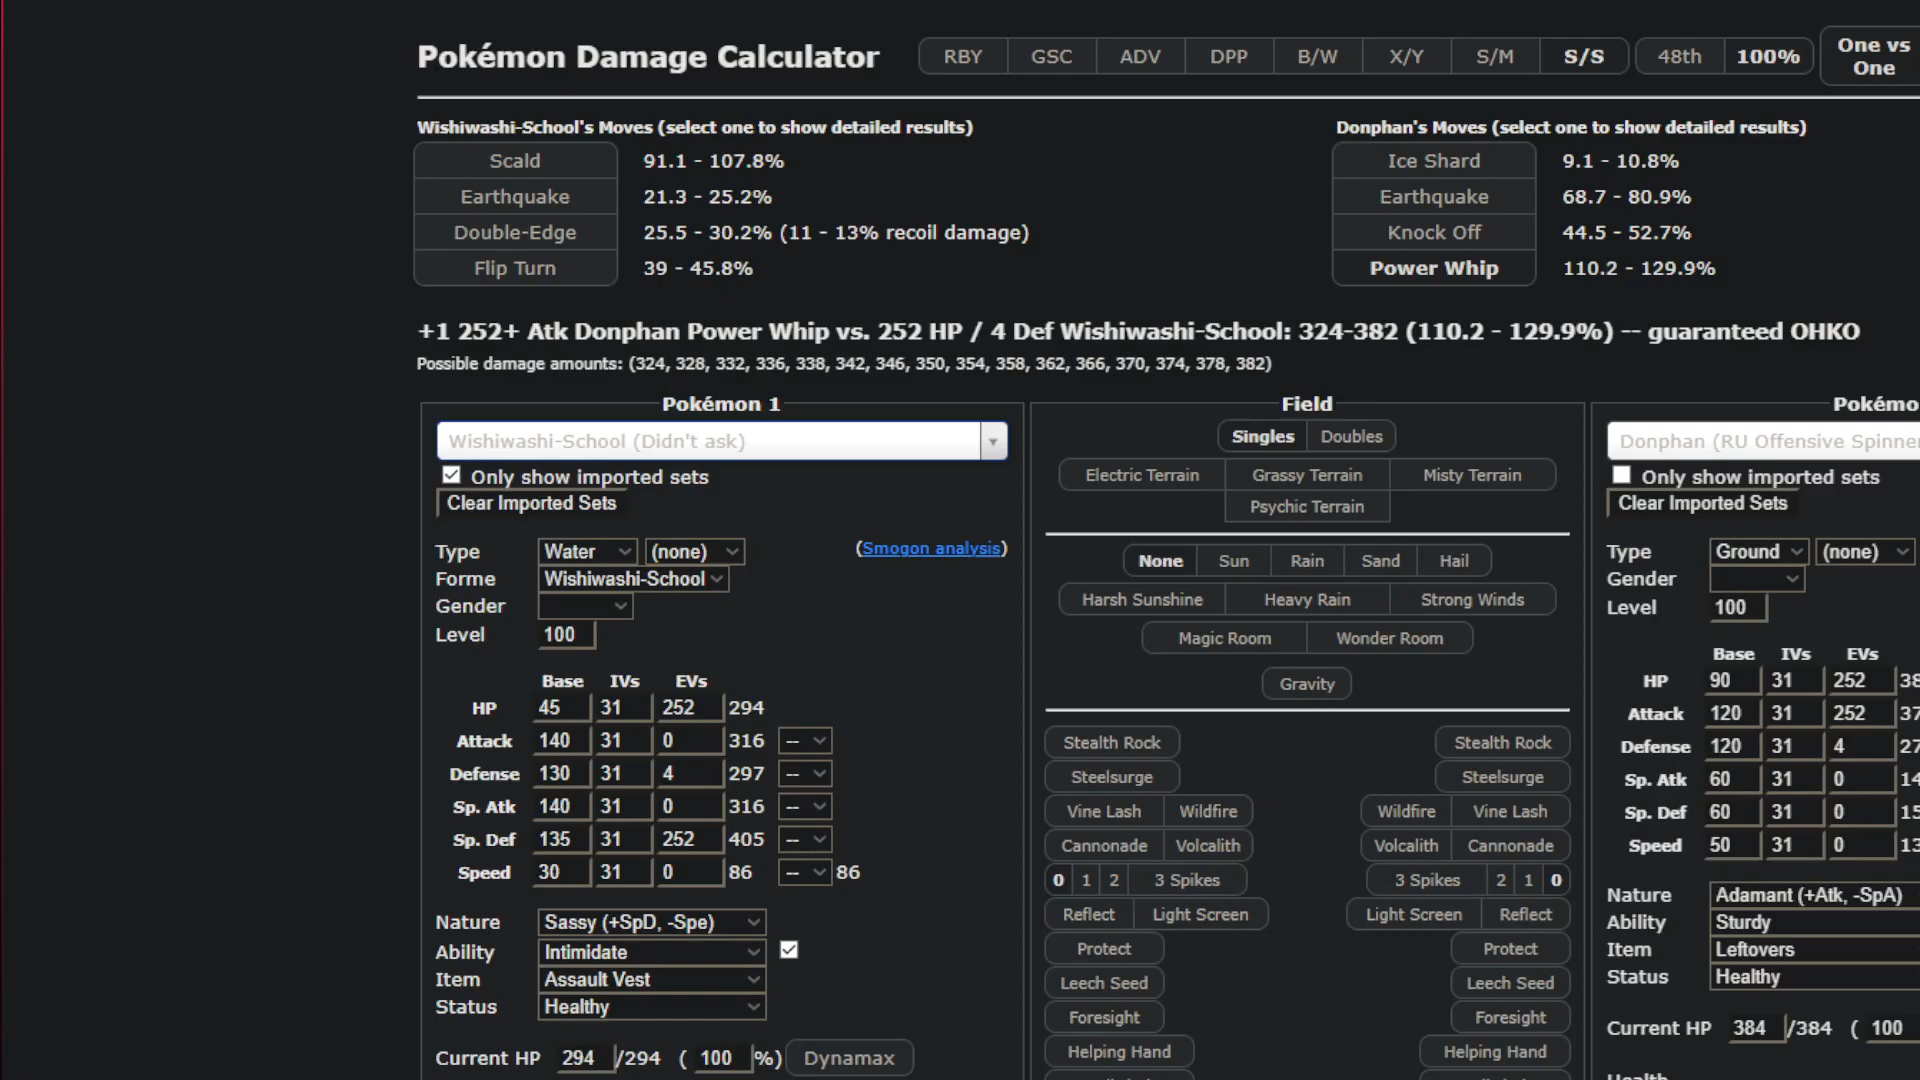 Pokémon Damage Calculator
RBY GSC ADV DPP B/W X/Y S/M S/S 48th 100% One vs One
Wishiwashi-School's Moves (select one to show detailed results)
Scald 91.1 - 107.8%
Earthquake 21.3 - 25.2%
Double-Edge 25.5 - 30.2% (11 - 13% recoil damage)
Flip Turn 39 - 45.8%
Donphan's Moves (select one to show detailed results)
Ice Shard 9.1 - 10.8%
Earthquake 68.7 - 80.9%
Knock Off 44.5 - 52.7%
Power Whip 110.2 - 129.9%
+1 252+ Atk Donphan Power Whip vs. 252 HP / 4 Def Wishiwashi-School: 324-382 (110.2 - 129.9%) -- guaranteed OHKO
Possible damage amounts: (324, 328, 332, 336, 338, 342, 346, 350, 354, 358, 362, 366, 370, 374, 378, 382)
Pokémon 1
Wishiwashi-School (Didn't ask)
Only show imported sets
Clear Imported Sets
Type Water (none) (Smogon analysis)
Forme Wishiwashi-School
Gender
Level 100
Base IVs EVs
HP 45 31 252 294
Attack 140 31 0 316 --
Defense 130 31 4 297 --
Sp. Atk 140 31 0 316 --
Sp. Def 135 31 252 405 --
Speed 30 31 0 86 -- 86
Nature Sassy (+SpD, -Spe)
Ability Intimidate
Item Assault Vest
Status Healthy
Current HP 294 /294 ( 100 %) Dynamax
Field
Singles Doubles
Electric Terrain Grassy Terrain Misty Terrain
Psychic Terrain
None Sun Rain Sand Hail
Harsh Sunshine Heavy Rain Strong Winds
Magic Room Wonder Room
Gravity
Stealth Rock Stealth Rock
Steelsurge Steelsurge
Vine Lash Wildfire Wildfire Vine Lash
Cannonade Volcalith Volcalith Cannonade
0 1 2 3 Spikes 3 Spikes 2 1 0
Reflect Light Screen Light Screen Reflect
Protect Protect
Leech Seed Leech Seed
Foresight Foresight
Helping Hand Helping Hand
Pokémo
Donphan (RU Offensive Spinner
Only show imported sets
Clear Imported Sets
Type Ground (none)
Gender
Level 100
Base IVs EVs
HP 90 31 252 38
Attack 120 31 252 37
Defense 120 31 4 27
Sp. Atk 60 31 0 14
Sp. Def 60 31 0 15
Speed 50 31 0 13
Nature Adamant (+Atk, -SpA)
Ability Sturdy
Item Leftovers
Status Healthy
Current HP 384 /384 ( 100